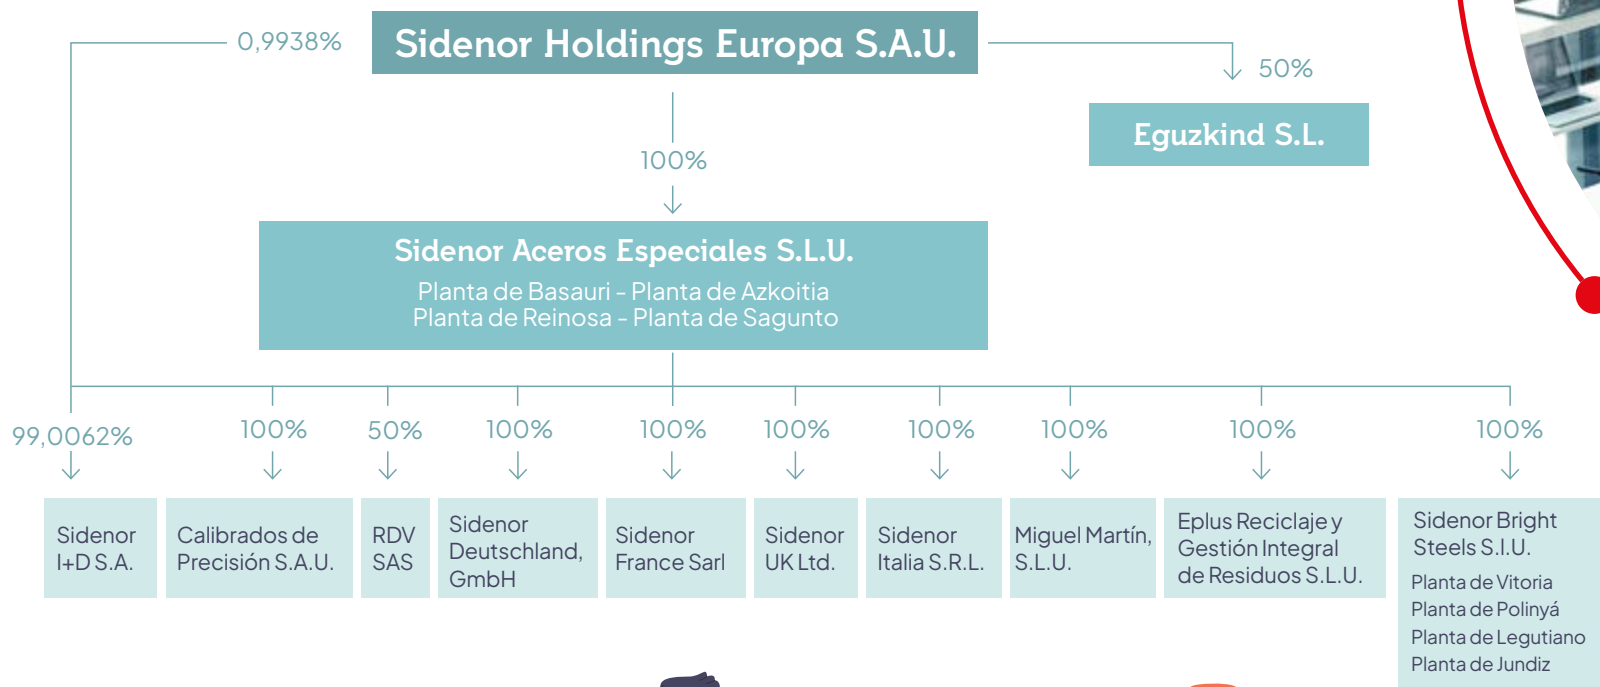 0,9938%
Sidenor Holdings Europa S.A.U.
50%
Eguzkind S.L.
100%
Sidenor Aceros Especiales S.L.U.
Planta de Basauri - Planta de Azkoitia
Planta de Reinosa - Planta de Sagunto
99,0062%
100%
50%
100%
100%
100%
100%
100%
100%
100%
Sidenor
I+D S.A.
Calibrados de
Precisión S.A.U.
RDV
SAS
Sidenor
Deutschland,
GmbH
Sidenor
France Sarl
Sidenor
UK Ltd.
Sidenor
Italia S.R.L.
Miguel Martín,
S.L.U.
Eplus Reciclaje y
Gestión Integral
de Residuos S.L.U.
Sidenor Bright
Steels S.l.U.
Planta de Vitoria
Planta de Polinyá
Planta de Legutiano
Planta de Jundiz